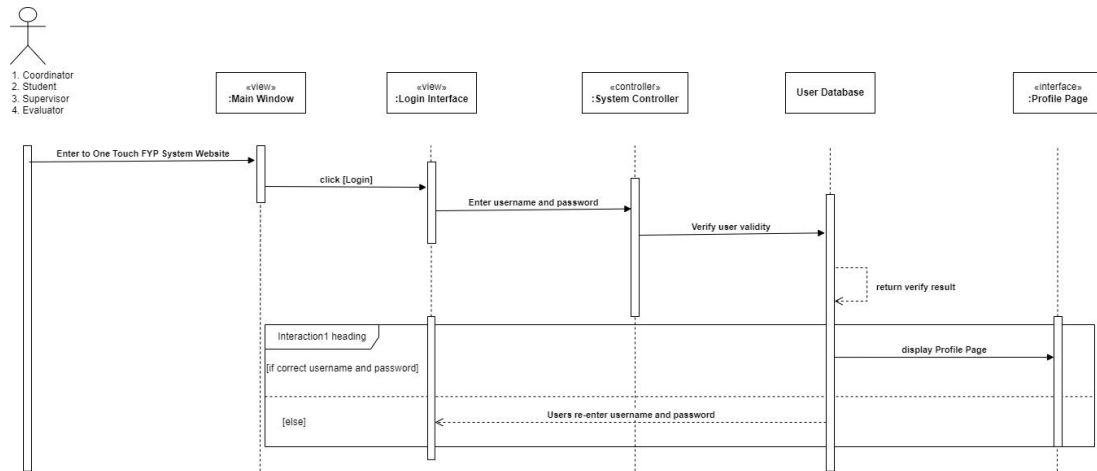 1. Coordinator
2. Student
3. Supervisor
4. Evaluator
«view»
:Main Window
«view»
:Login Interface
«controller»
:System Controller
User Database
«interface»
:Profile Page
Enter to One Touch FYP System Website
click [Login]
Enter username and password
Verify user validity
return verify result
Interaction1 heading
display Profile Page
[if correct username and password]
Users re-enter username and password
[else]